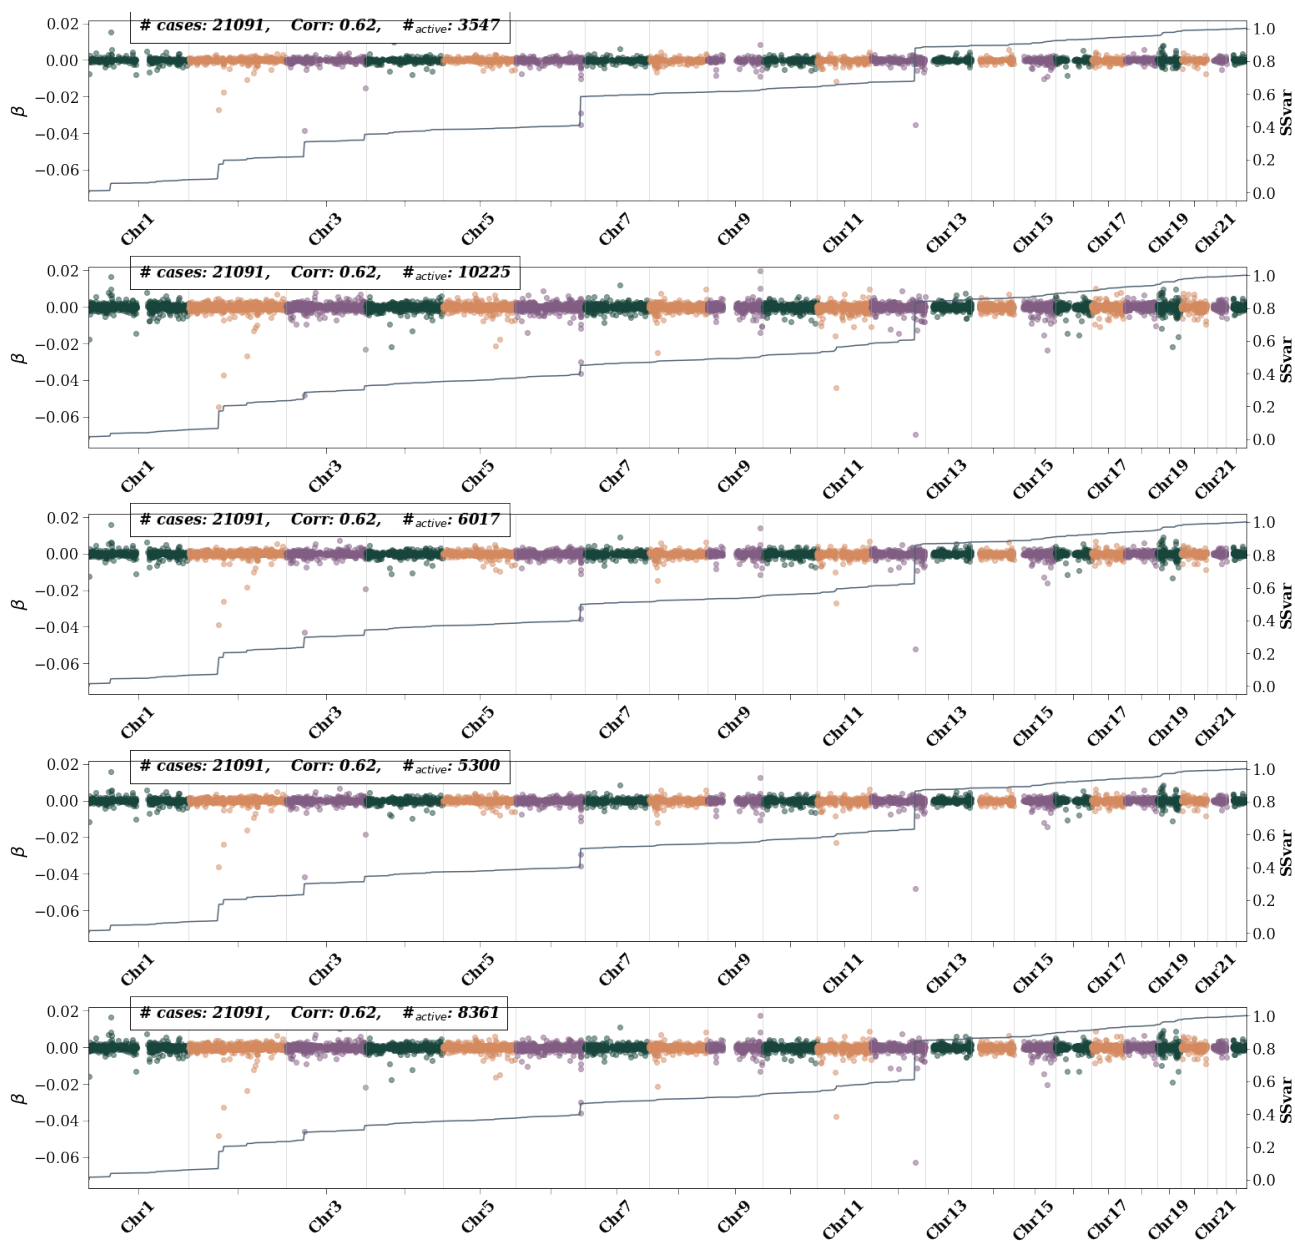 # cases: 21091, Corr: 0.62, #active: 3547
0.02
0.00
−0.02
−0.04
−0.06
β
1.0
0.8
0.6
0.4
0.2
0.0
SSvar
Chr1 Chr3 Chr5 Chr7 Chr9 Chr11 Chr13 Chr15 Chr17 Chr19 Chr21
# cases: 21091, Corr: 0.62, #active: 10225
0.02
0.00
−0.02
−0.04
−0.06
β
1.0
0.8
0.6
0.4
0.2
0.0
SSvar
Chr1 Chr3 Chr5 Chr7 Chr9 Chr11 Chr13 Chr15 Chr17 Chr19 Chr21
# cases: 21091, Corr: 0.62, #active: 6017
0.02
0.00
−0.02
−0.04
−0.06
β
1.0
0.8
0.6
0.4
0.2
0.0
SSvar
Chr1 Chr3 Chr5 Chr7 Chr9 Chr11 Chr13 Chr15 Chr17 Chr19 Chr21
# cases: 21091, Corr: 0.62, #active: 5300
0.02
0.00
−0.02
−0.04
−0.06
β
1.0
0.8
0.6
0.4
0.2
0.0
SSvar
Chr1 Chr3 Chr5 Chr7 Chr9 Chr11 Chr13 Chr15 Chr17 Chr19 Chr21
# cases: 21091, Corr: 0.62, #active: 8361
0.02
0.00
−0.02
−0.04
−0.06
β
1.0
0.8
0.6
0.4
0.2
0.0
SSvar
Chr1 Chr3 Chr5 Chr7 Chr9 Chr11 Chr13 Chr15 Chr17 Chr19 Chr21